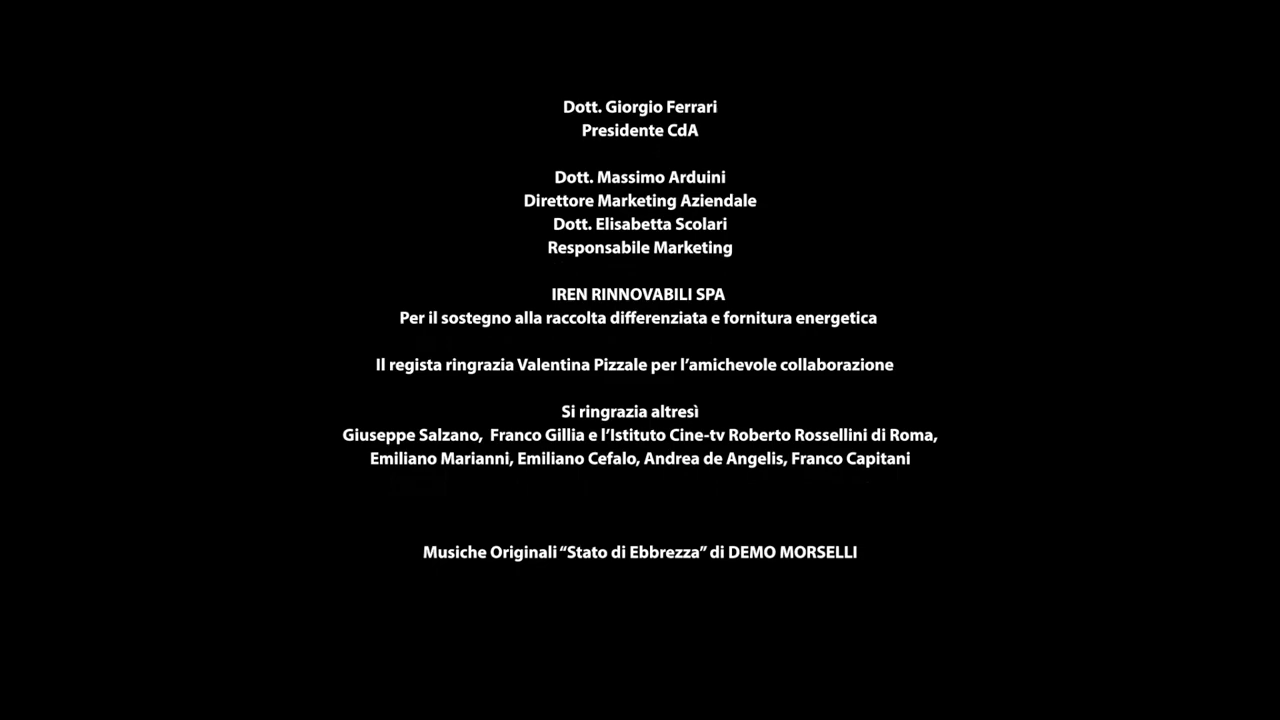 Dott. Giorgio Ferrari
Presidente CdA
Dott. Massimo Arduini
Direttore Marketing Aziendale
Dott. Elisabetta Scolari
Responsabile Marketing
IREN RINNOVABILI SPA
Per il sostegno alla raccolta differenziata e fornitura energetica
Il regista ringrazia Valentina Pizzale per l’amichevole collaborazione
Si ringrazia altresì
Giuseppe Salzano,  Franco Gillia e l’Istituto Cine-tv Roberto Rossellini di Roma,
Emiliano Marianni, Emiliano Cefalo, Andrea de Angelis, Franco Capitani
Musiche Originali “Stato di Ebbrezza” di DEMO MORSELLI